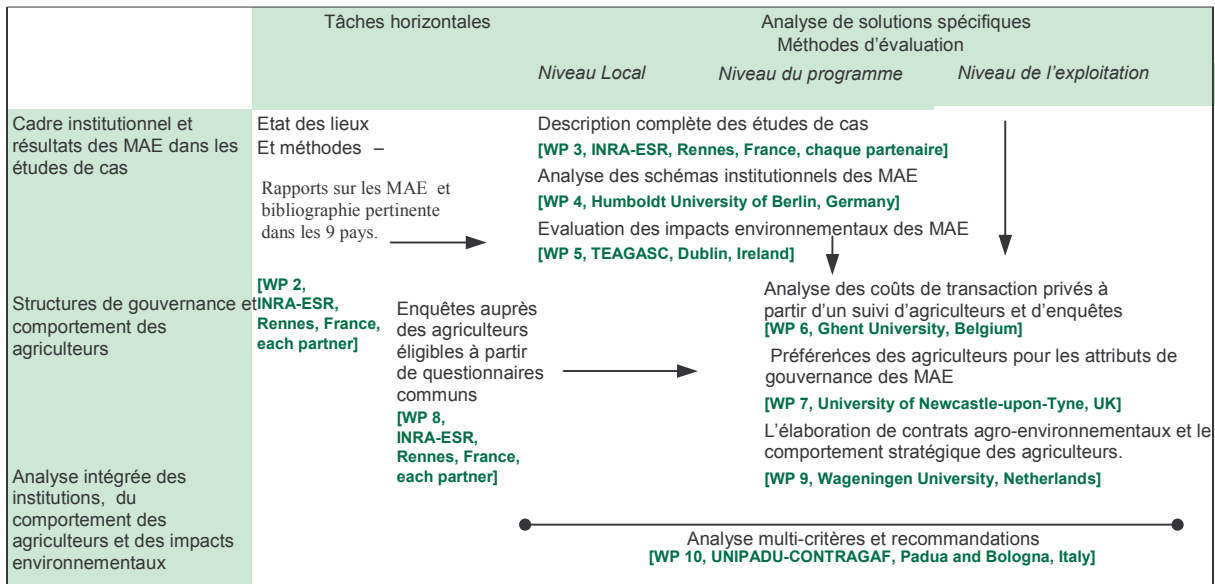 Tâches horizontales
Analyse de solutions spécifiques
Méthodes d'évaluation
Niveau Local
Niveau du programme
Niveau de l'exploitation
Cadre institutionnel et
résultats des MAE dans les
études de cas
Etat des lieux
Et méthodes –
Rapports sur les MAE et
bibliographie pertinente
dans les 9 pays.
Description complète des études de cas
[WP 3, INRA-ESR, Rennes, France, chaque partenaire]
Analyse des schémas institutionnels des MAE
[WP 4, Humboldt University of Berlin, Germany]
Evaluation des impacts environnementaux des MAE
[WP 5, TEAGASC, Dublin, Ireland]
Structures de gouvernance et
comportement des
agriculteurs
[WP 2,
INRA-ESR,
Rennes, France,
each partner]
Enquêtes auprès
des agriculteurs
éligibles à partir
de questionnaires
communs
[WP 8,
INRA-ESR,
Rennes, France,
each partner]
Analyse des coûts de transaction privés à
partir d'un suivi d'agriculteurs et d'enquêtes
[WP 6, Ghent University, Belgium]
Préférences des agriculteurs pour les attributs de
gouvernance des MAE
[WP 7, University of Newcastle-upon-Tyne, UK]
L'élaboration de contrats agro-environnementaux et le
comportement stratégique des agriculteurs.
[WP 9, Wageningen University, Netherlands]
Analyse intégrée des
institutions, du
comportement des
agriculteurs et des impacts
environnementaux
Analyse multi-critères et recommandations
[WP 10, UNIPADU-CONTRAGAF, Padua and Bologna, Italy]